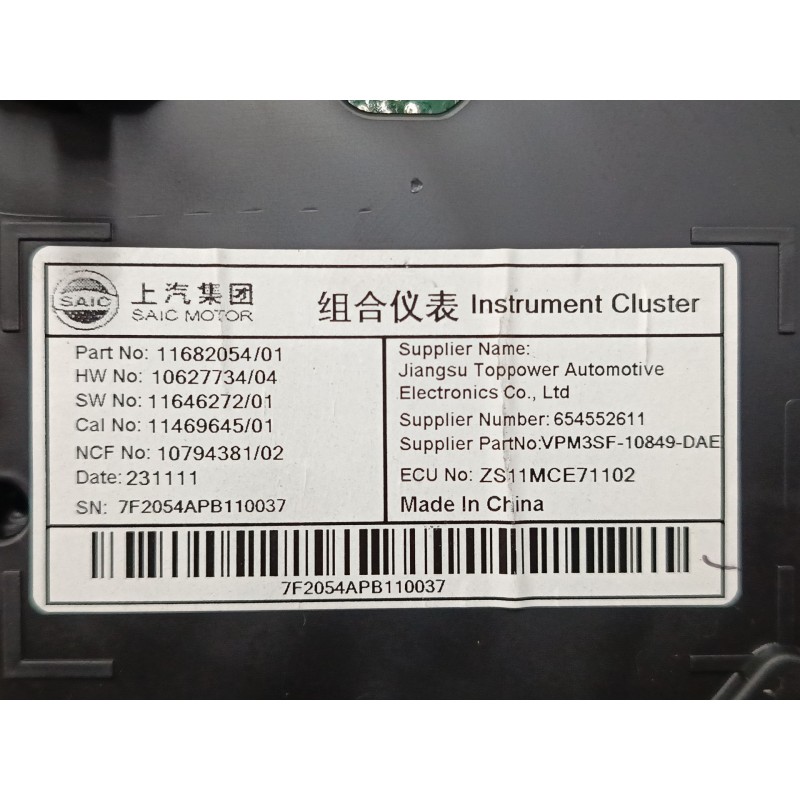 SAIC
上汽集团
SAIC MOTOR
组合仪表 Instrument Cluster
Part No: 11682054/01
HW No: 10627734/04
SW No: 11646272/01
Cal No: 11469645/01
NCF No: 10794381/02
Date: 231111
SN: 7F2054APB110037
Supplier Name:
Jiangsu Toppower Automotive
Electronics Co., Ltd
Supplier Number: 654552611
Supplier PartNo:VPM3SF-10849-DAE
ECU No: ZS11MCE71102
Made In China
7F2054APB110037